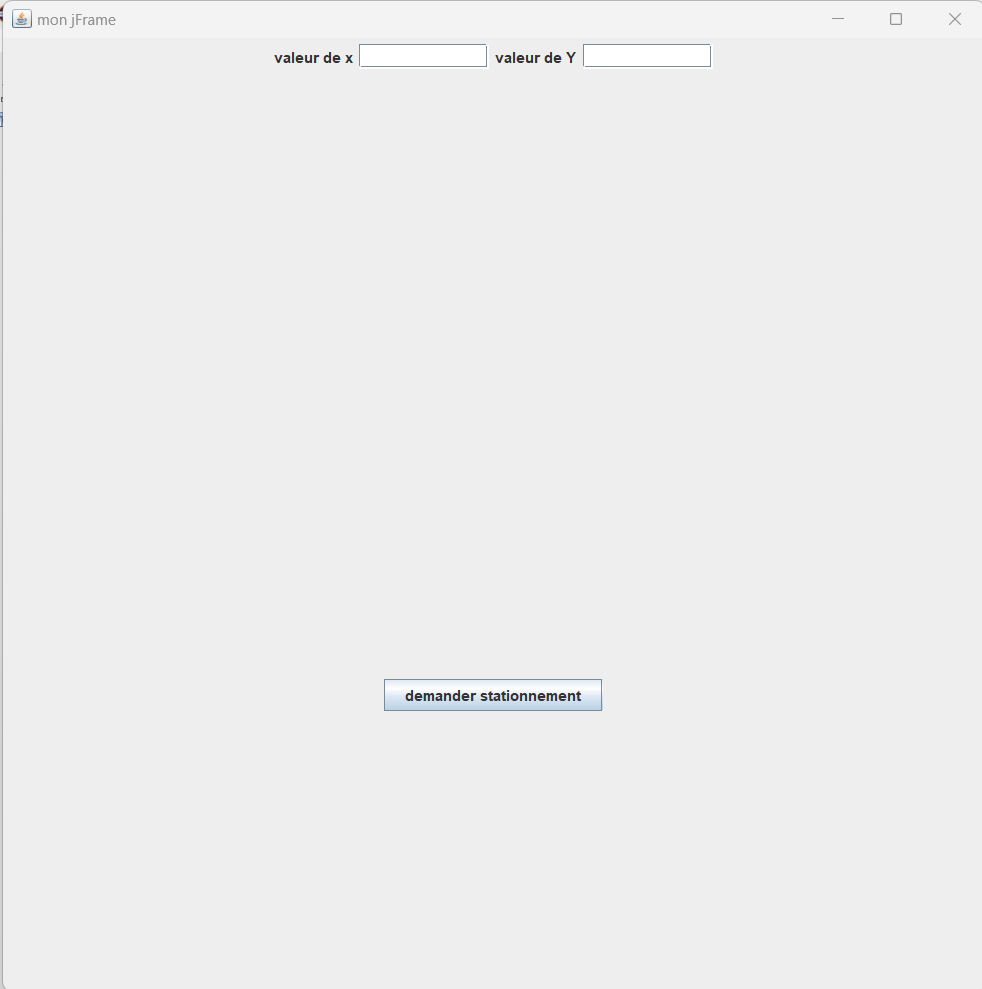 mon jFrame
valeur de x valeur de Y
demander stationnement